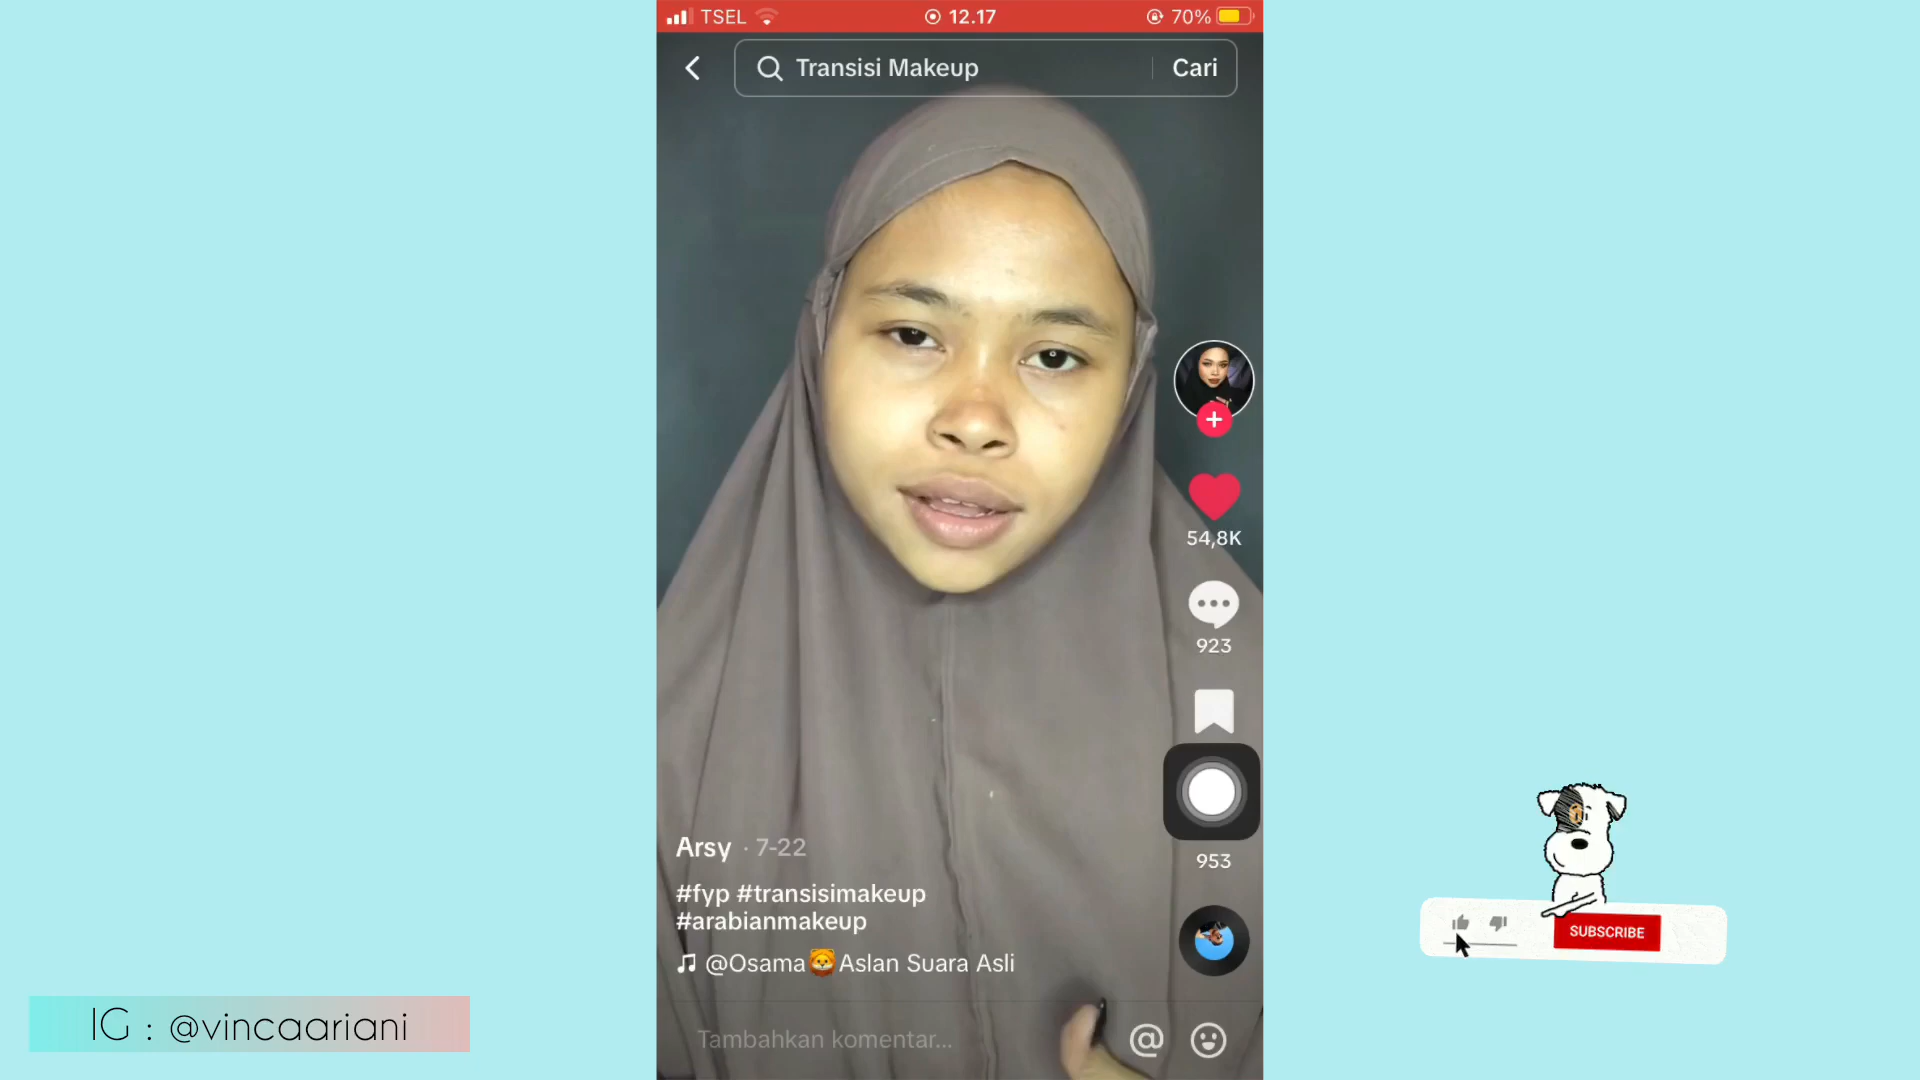 TSEL 12.17 70%
Transisi Makeup Cari
54,8K
923
953
Arsy · 7-22
#fyp #transisimakeup
#arabianmakeup
@Osama🦁Aslan Suara Asli
Tambahkan komentar...
SUBSCRIBE
IG : @vincaariani